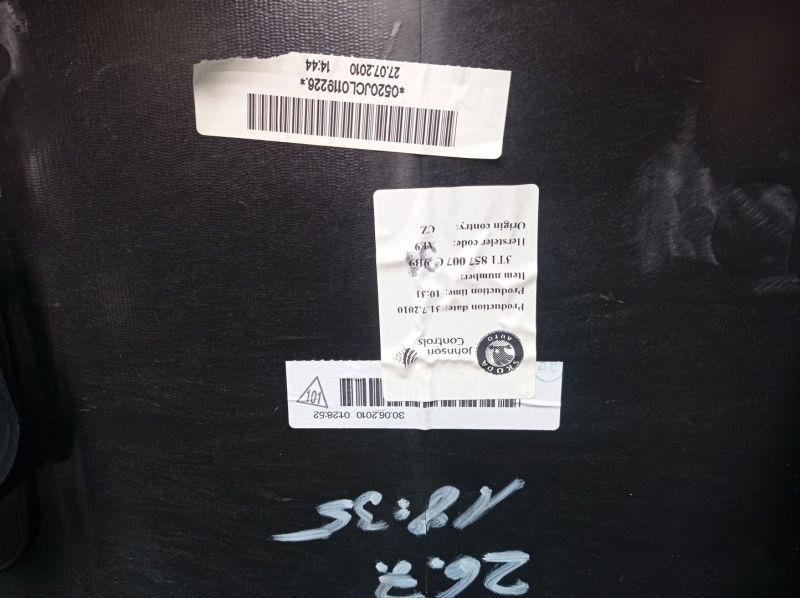 26.7.
18:35
30.06.2010 01:28:52
101
ŠKODA
AUTO
Johnson
Controls
Production date: 31.7.2010
Production time: 10:31
Item number:
3T1 857 007 C 9B9
Hersteler code: XE9
Origin contry: CZ
*0520JCL0119226.*
27.07.2010 14:44